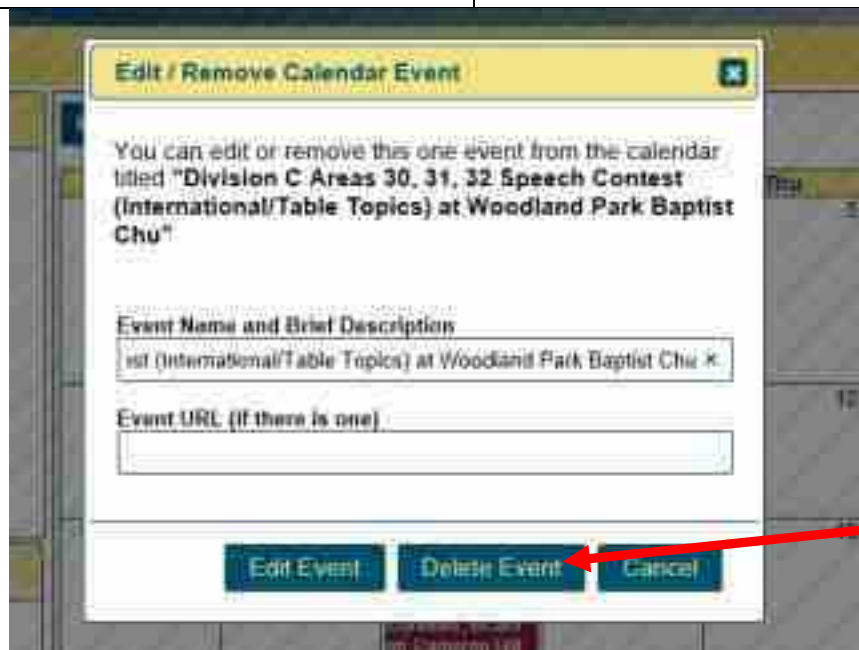 Edit / Remove Calendar Event
You can edit or remove this one event from the calendar
titled "Division C Areas 30, 31, 32 Speech Contest
(International/Table Topics) at Woodland Park Baptist
Chu"
Thu
Event Name and Brief Description
est (International/Table Topics) at Woodland Park Baptist Chu ×
12
Event URL (if there is one)
Edit Event Delete Event Cancel